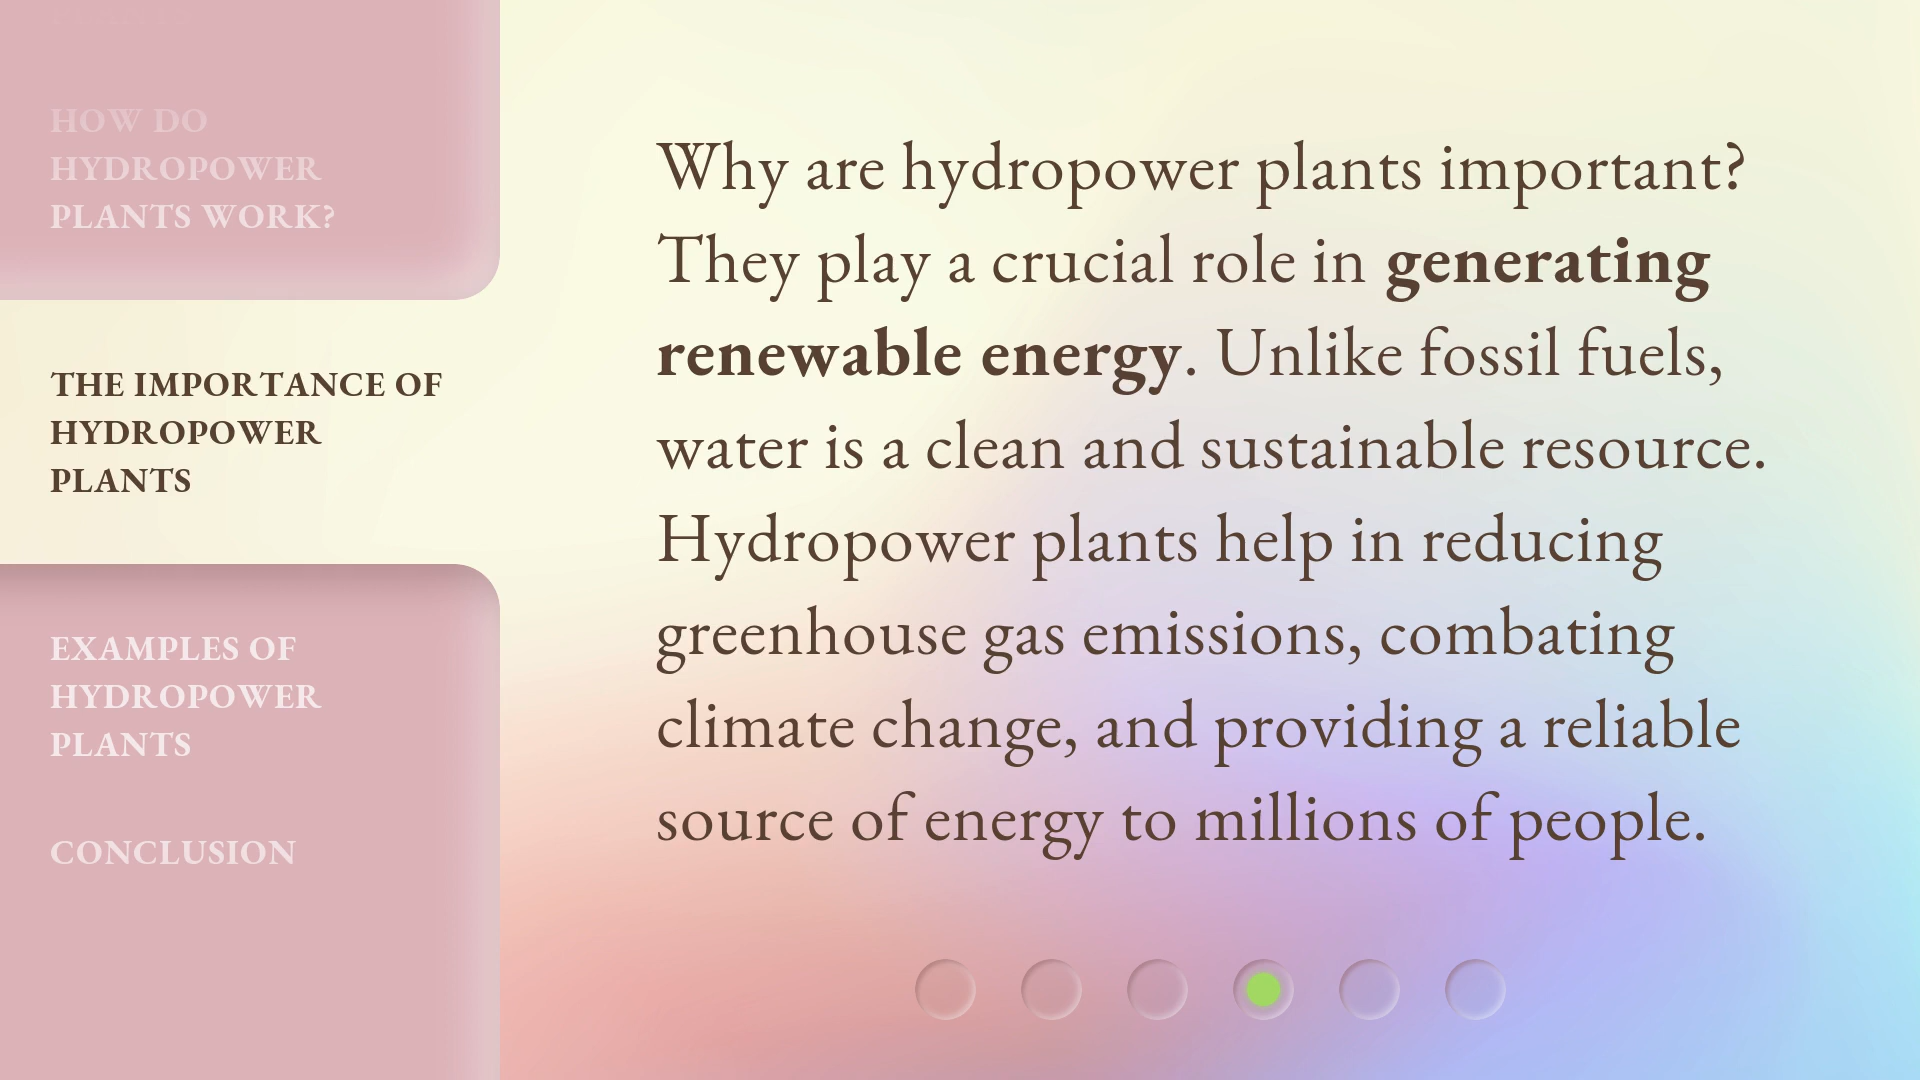 HOW DO
HYDROPOWER
PLANTS WORK?
THE IMPORTANCE OF
HYDROPOWER
PLANTS
EXAMPLES OF
HYDROPOWER
PLANTS
CONCLUSION
Why are hydropower plants important?
They play a crucial role in generating
renewable energy. Unlike fossil fuels,
water is a clean and sustainable resource.
Hydropower plants help in reducing
greenhouse gas emissions, combating
climate change, and providing a reliable
source of energy to millions of people.